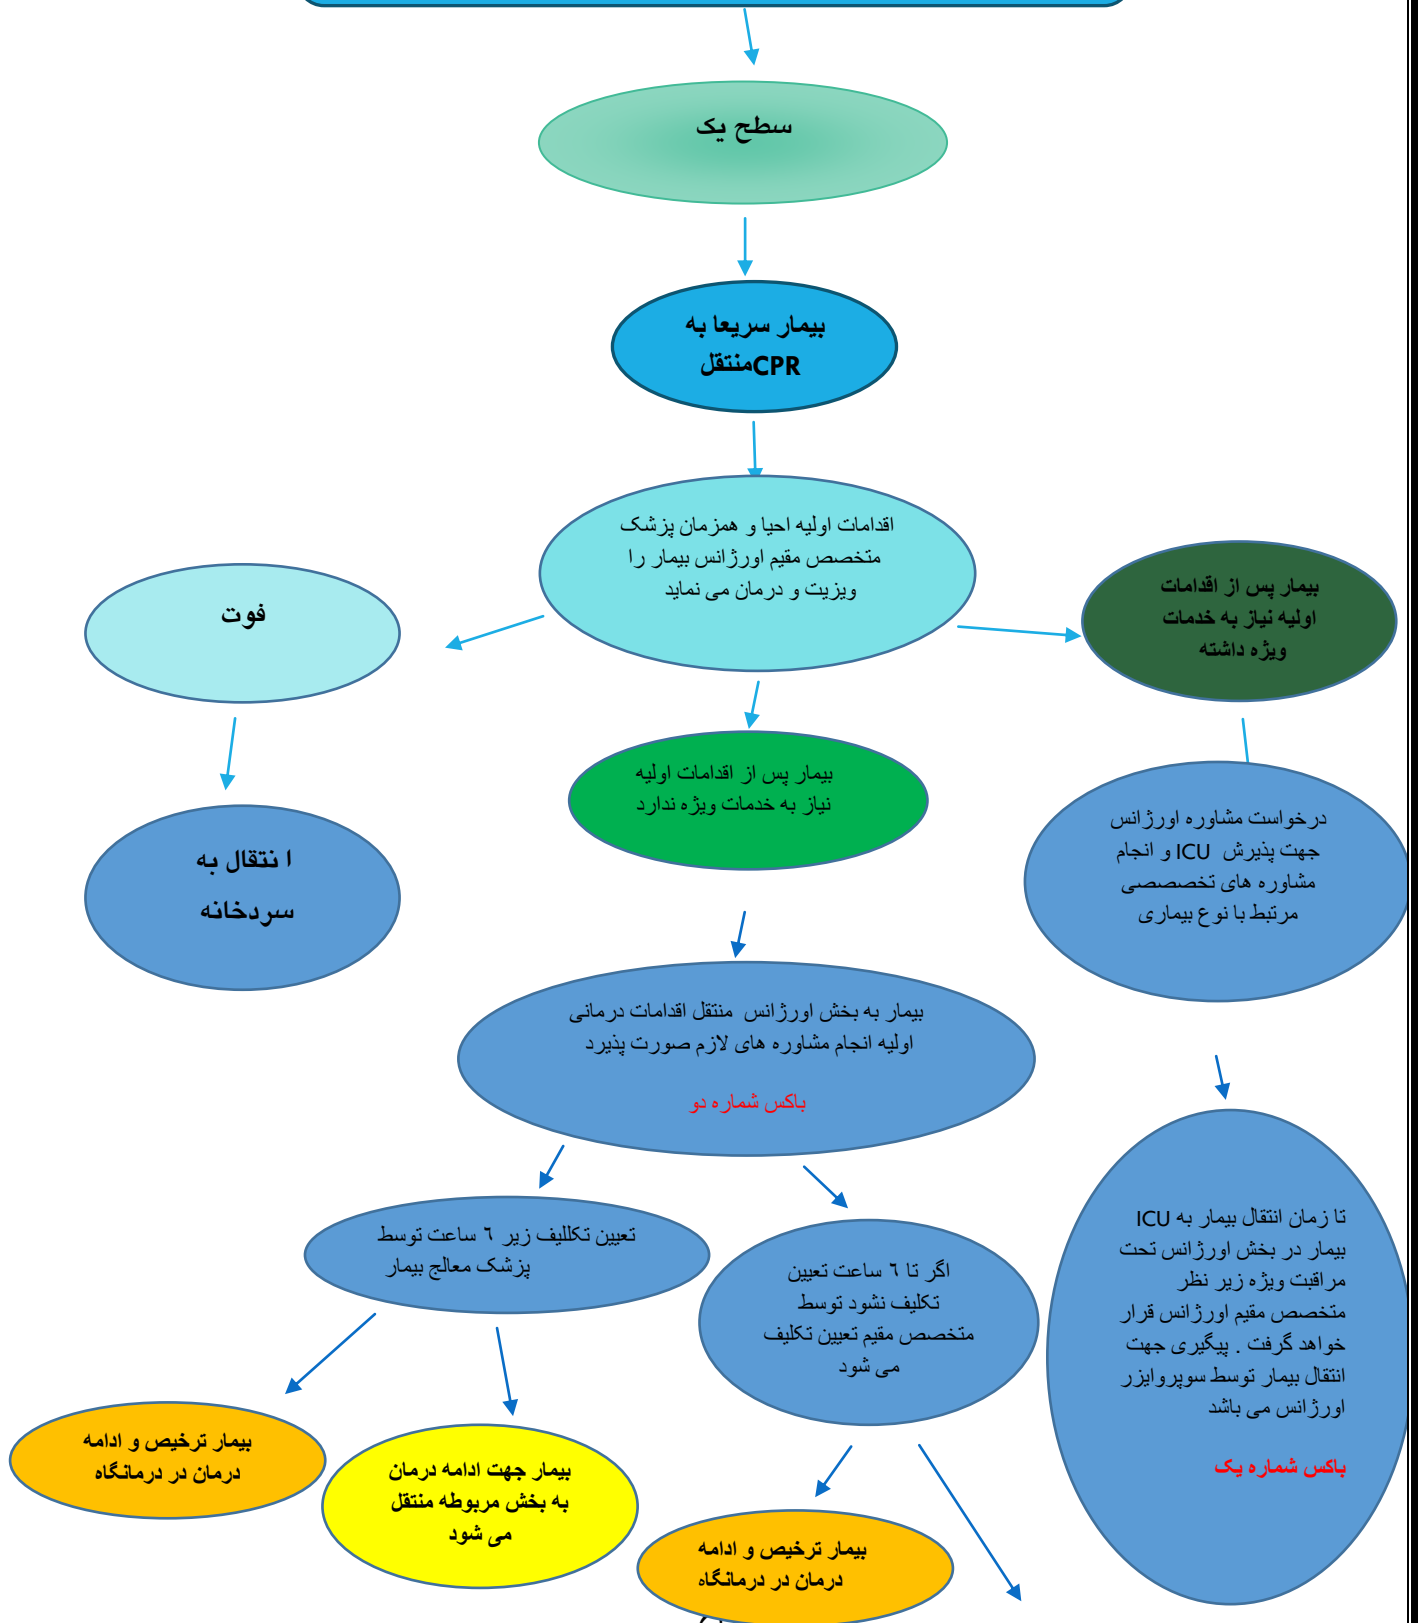 سطح یک
بیمار سریعا به
CPRمنتقل
اقدامات اولیه احیا و همزمان پزشک
متخصص مقیم اورژانس بیمار را
ویزیت و درمان می نماید
بیمار پس از اقدامات
اولیه نیاز به خدمات
ویژه داشته
فوت
بیمار پس از اقدامات اولیه
نیاز به خدمات ویژه ندارد
درخواست مشاوره اورژانس
جهت پذیرش ICU و انجام
مشاوره های تخصصصی
مرتبط با نوع بیماری
ا نتقال به
سردخانه
بیمار به بخش اورژانس منتقل اقدامات درمانی
اولیه انجام مشاوره های لازم صورت پذیرد
باکس شماره دو
تعیین تکللیف زیر ٦ ساعت توسط
پزشک معالج بیمار
اگر تا ٦ ساعت تعیین
تکلیف نشود توسط
متخصص مقیم تعیین تکلیف
می شود
تا زمان انتقال بیمار به ICU
بیمار در بخش اورژانس تحت
مراقبت ویژه زیر نظر
متخصص مقیم اورژانس قرار
خواهد گرفت . پیگیری جهت
انتقال بیمار توسط سوپروایزر
اورژانس می باشد
باکس شماره یک
بیمار ترخیص و ادامه
درمان در درمانگاه
بیمار جهت ادامه درمان
به بخش مربوطه منتقل
می شود
بیمار ترخیص و ادامه
درمان در درمانگاه